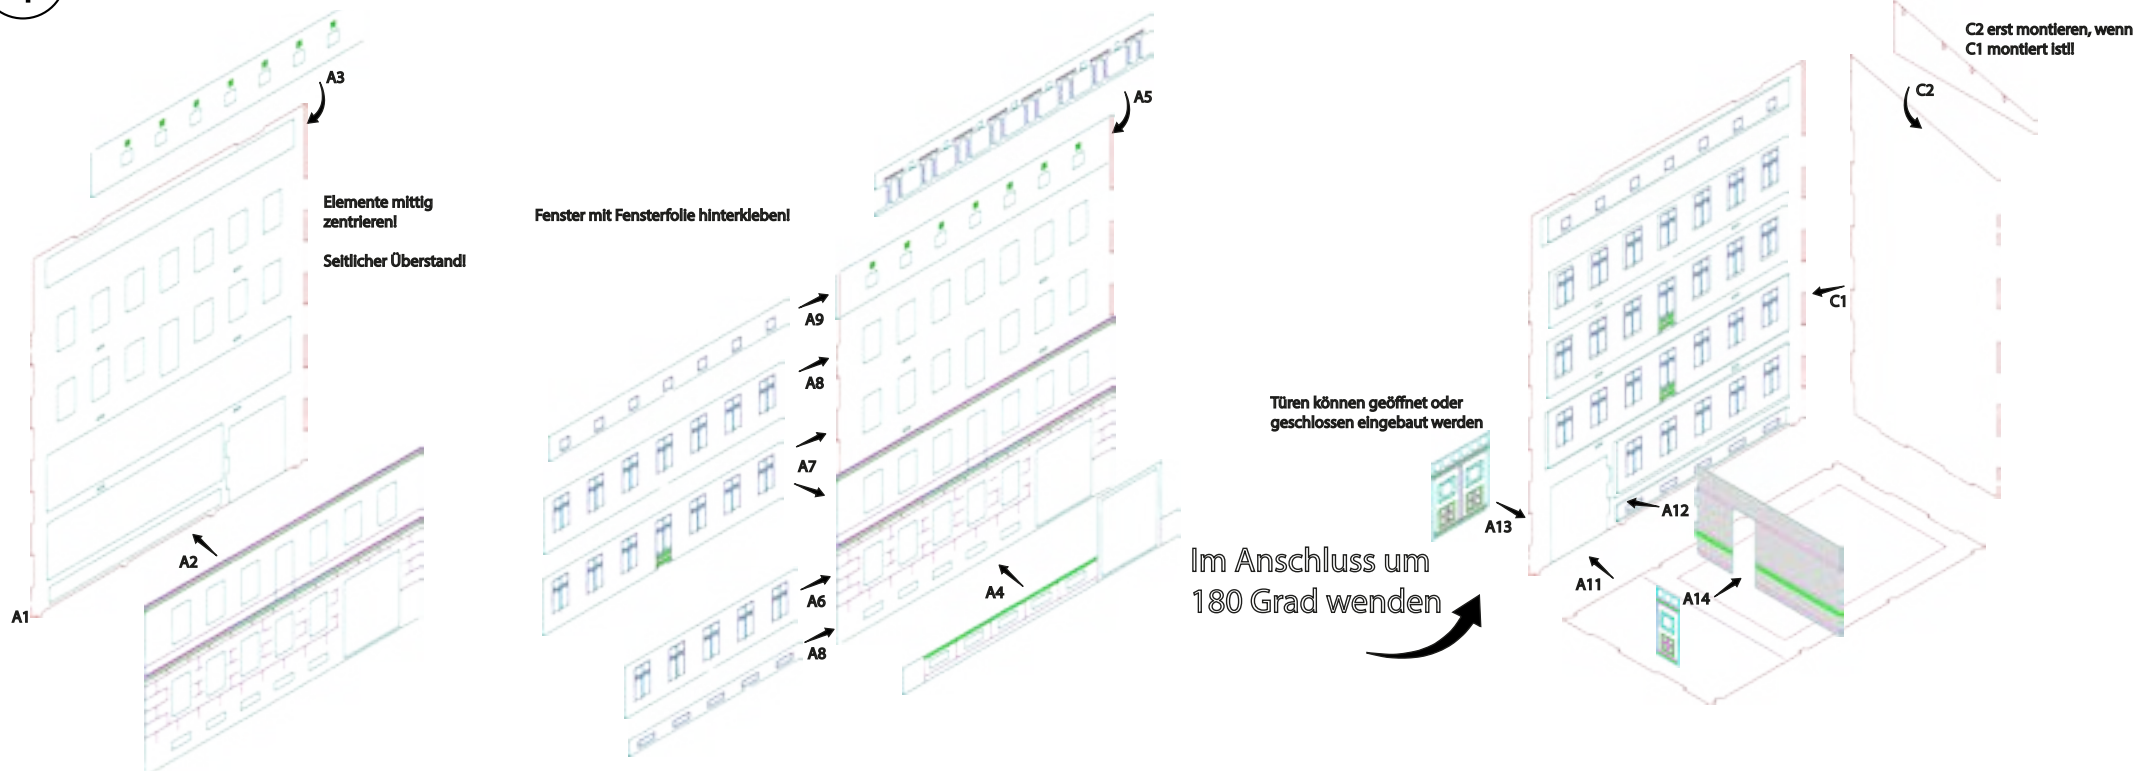 A3
Elemente mittig
zentrieren!
Seitlicher Überstand!
A2
A1
Fenster mit Fensterfolie hinterkleben!
A5
A9
A8
A7
A6
A8
A4
C2 erst montieren, wenn
C1 montiert ist!!
C2
C1
Türen können geöffnet oder
geschlossen eingebaut werden
A13
A12
A11
A14
Im Anschluss um
180 Grad wenden